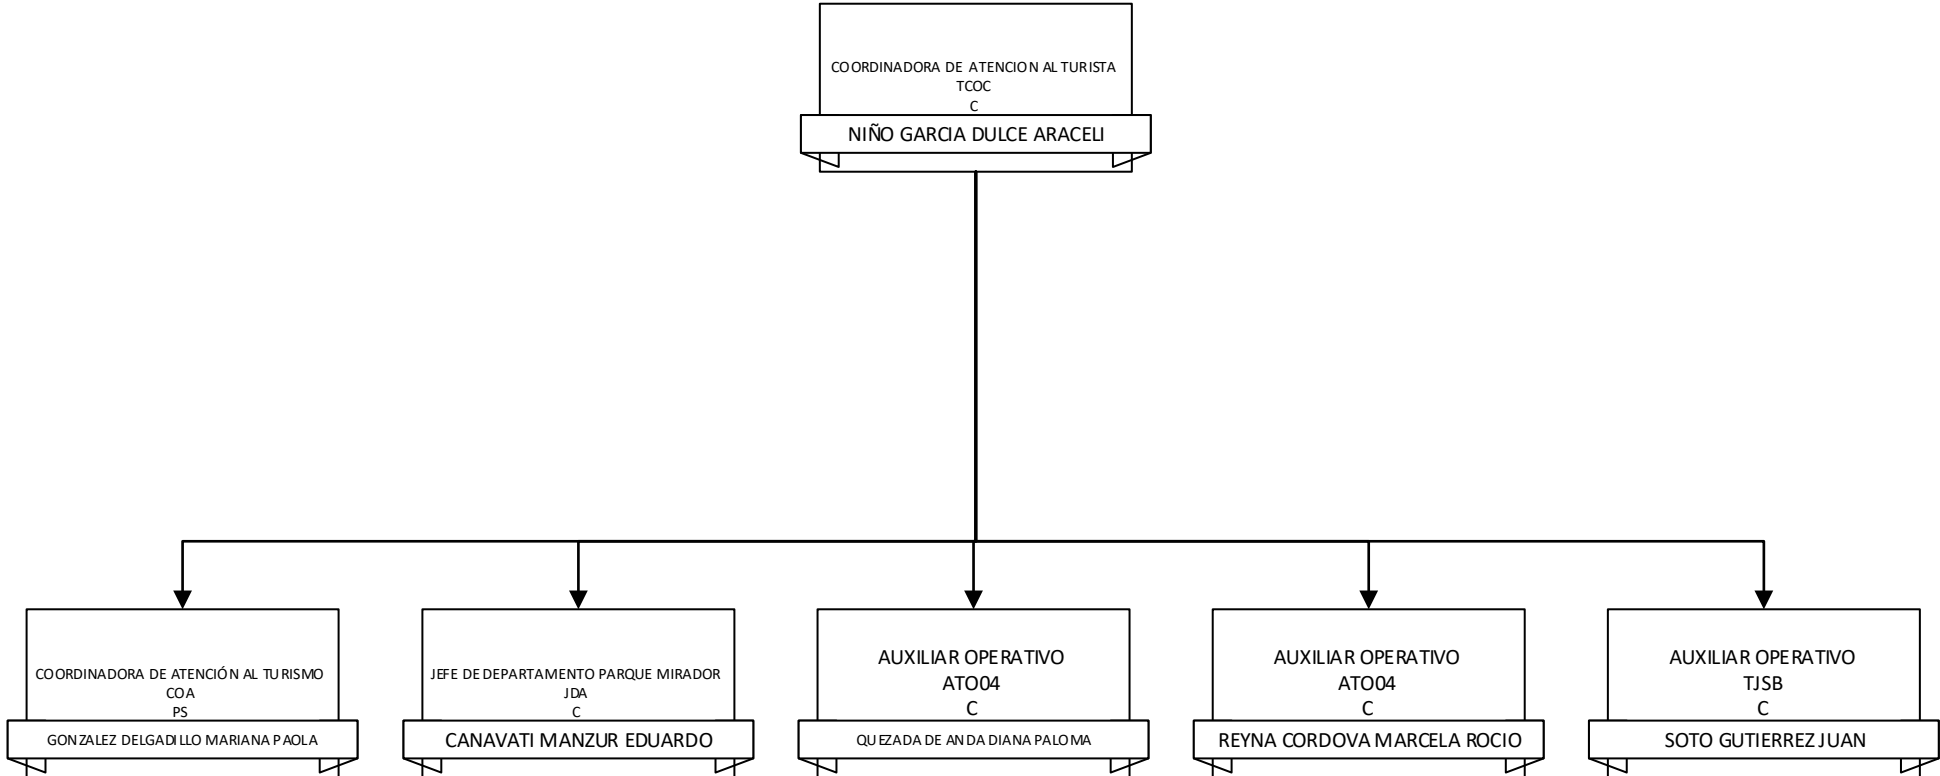 COORDINADORA DE ATENCION AL TURISTA
TCOC
C
NIÑO GARCIA DULCE ARACELI
COORDINADORA DE ATENCIÓN AL TURISMO
COA
PS
GONZALEZ DELGADILLO MARIANA PAOLA
JEFE DE DEPARTAMENTO PARQUE MIRADOR
JDA
C
CANAVATI MANZUR EDUARDO
AUXILIAR OPERATIVO
ATO04
C
QUEZADA DE ANDA DIANA PALOMA
AUXILIAR OPERATIVO
ATO04
C
REYNA CORDOVA MARCELA ROCIO
AUXILIAR OPERATIVO
TJSB
C
SOTO GUTIERREZ JUAN